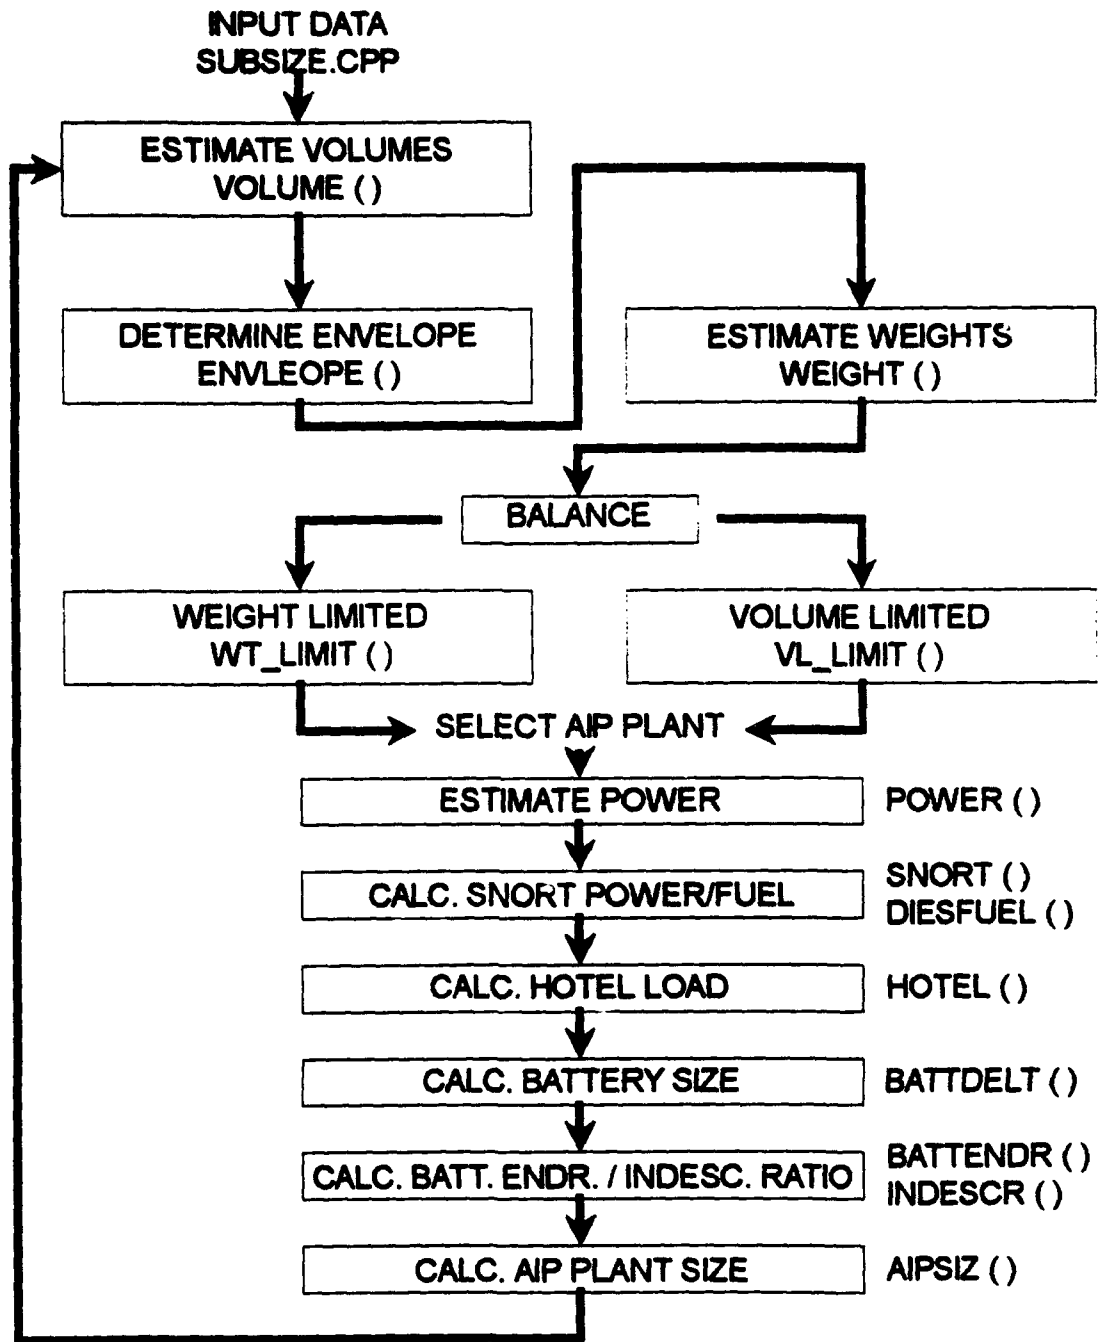 INPUT DATA
SUBSIZE.CPP
ESTIMATE VOLUMES
VOLUME ( )
DETERMINE ENVELOPE
ENVLEOPE ( )
ESTIMATE WEIGHTS
WEIGHT ( )
BALANCE
WEIGHT LIMITED
WT_LIMIT ( )
VOLUME LIMITED
VL_LIMIT ( )
SELECT AIP PLANT
ESTIMATE POWER
POWER ( )
CALC. SNORT POWER/FUEL
SNORT ( )
DIESFUEL ( )
CALC. HOTEL LOAD
HOTEL ( )
CALC. BATTERY SIZE
BATTDELT ( )
CALC. BATT. ENDR. / INDESC. RATIO
BATTENDR ( )
INDESCR ( )
CALC. AIP PLANT SIZE
AIPSIZ ( )